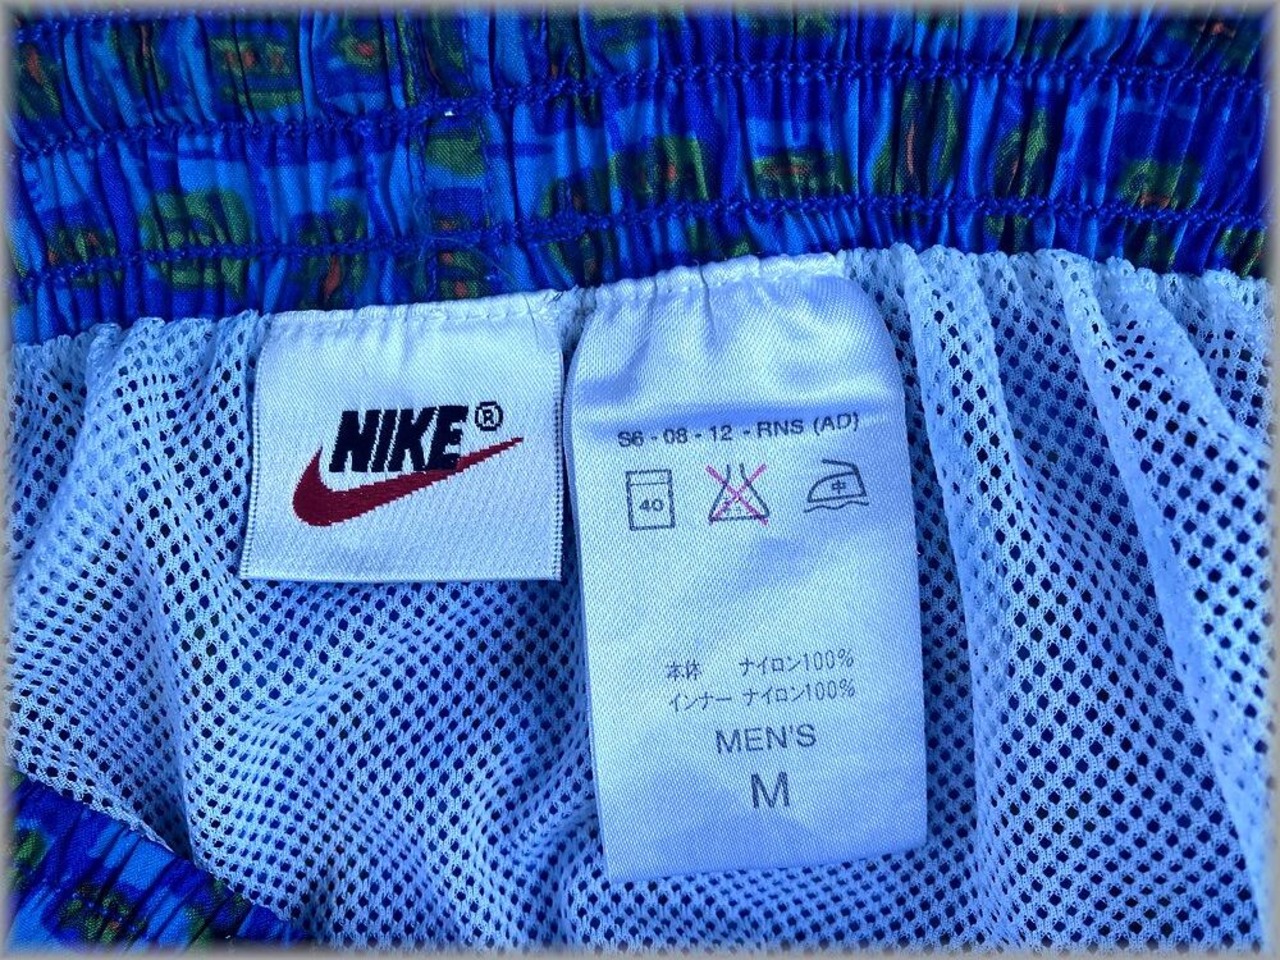 NIKE®
S6 - 08 - 12 - RNS (AD)
40
中
本体 ナイロン100%
インナー ナイロン100%
MEN'S
M